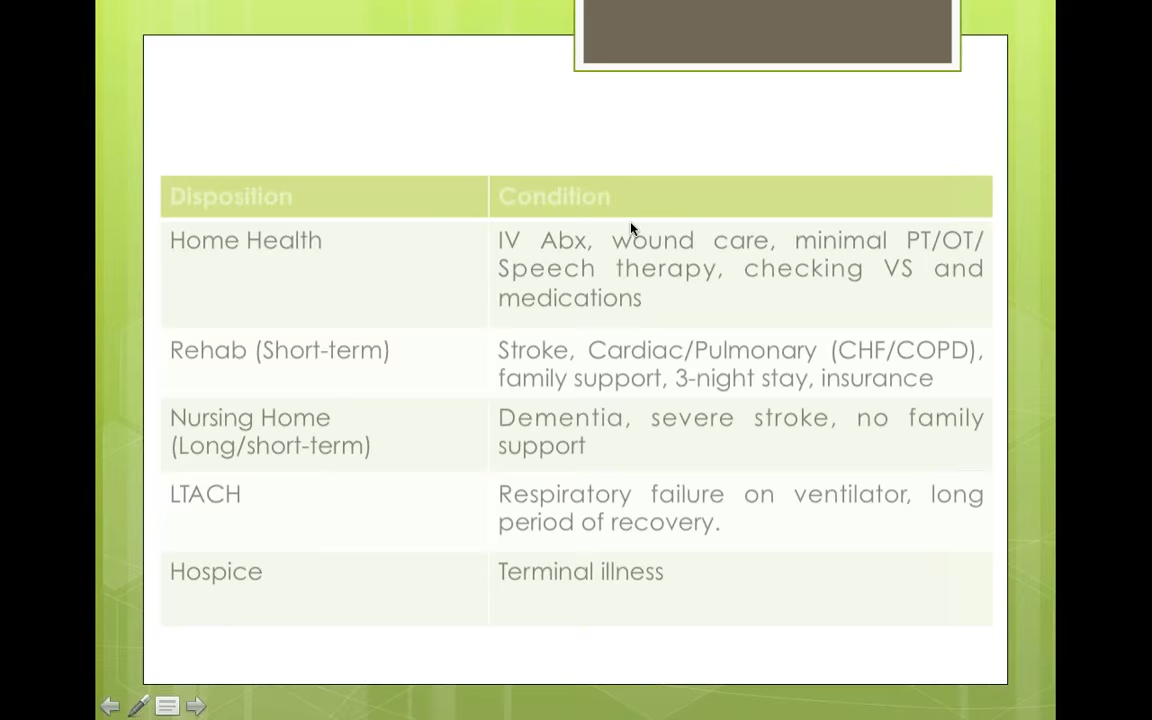 Disposition
Condition
Home Health
IV Abx, wound care, minimal PT/OT/
Speech therapy, checking VS and
medications
Rehab (Short-term)
Stroke, Cardiac/Pulmonary (CHF/COPD),
family support, 3-night stay, insurance
Nursing Home
(Long/short-term)
Dementia, severe stroke, no family
support
LTACH
Respiratory failure on ventilator, long
period of recovery.
Hospice
Terminal illness